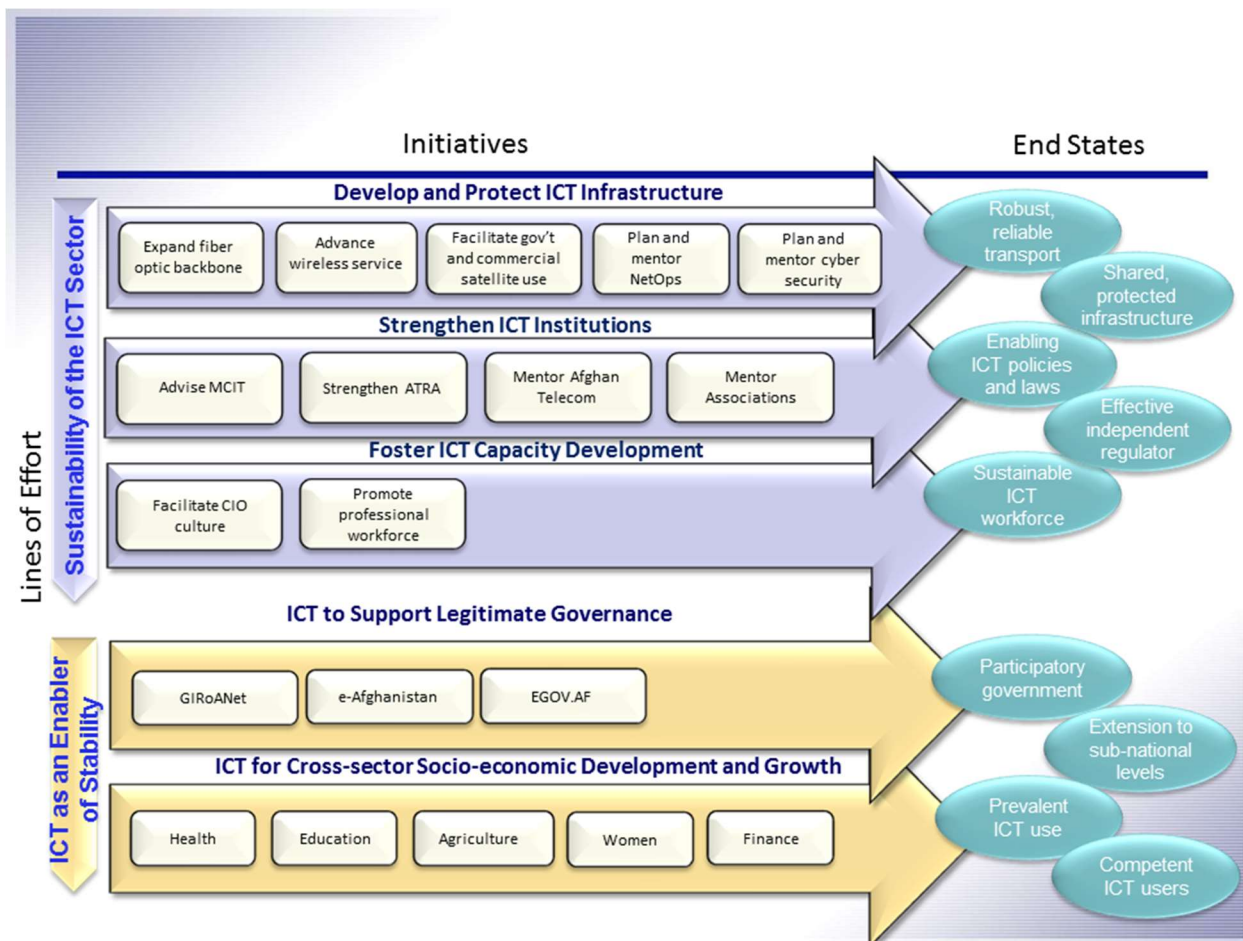 Initiatives
End States
Lines of Effort
Sustainability of the ICT Sector
Develop and Protect ICT Infrastructure
Expand fiber
optic backbone
Advance
wireless service
Facilitate gov't
and commercial
satellite use
Plan and
mentor
NetOps
Plan and
mentor cyber
security
Robust,
reliable
transport
Shared,
protected
infrastructure
Strengthen ICT Institutions
Advise MCIT
Strengthen ATRA
Mentor Afghan
Telecom
Mentor
Associations
Enabling
ICT policies
and laws
Effective
independent
regulator
Foster ICT Capacity Development
Facilitate CIO
culture
Promote
professional
workforce
Sustainable
ICT
workforce
ICT as an Enabler
of Stability
ICT to Support Legitimate Governance
GIRoANet
e-Afghanistan
EGOV.AF
Participatory
government
Extension to
sub-national
levels
ICT for Cross-sector Socio-economic Development and Growth
Health
Education
Agriculture
Women
Finance
Prevalent
ICT use
Competent
ICT users